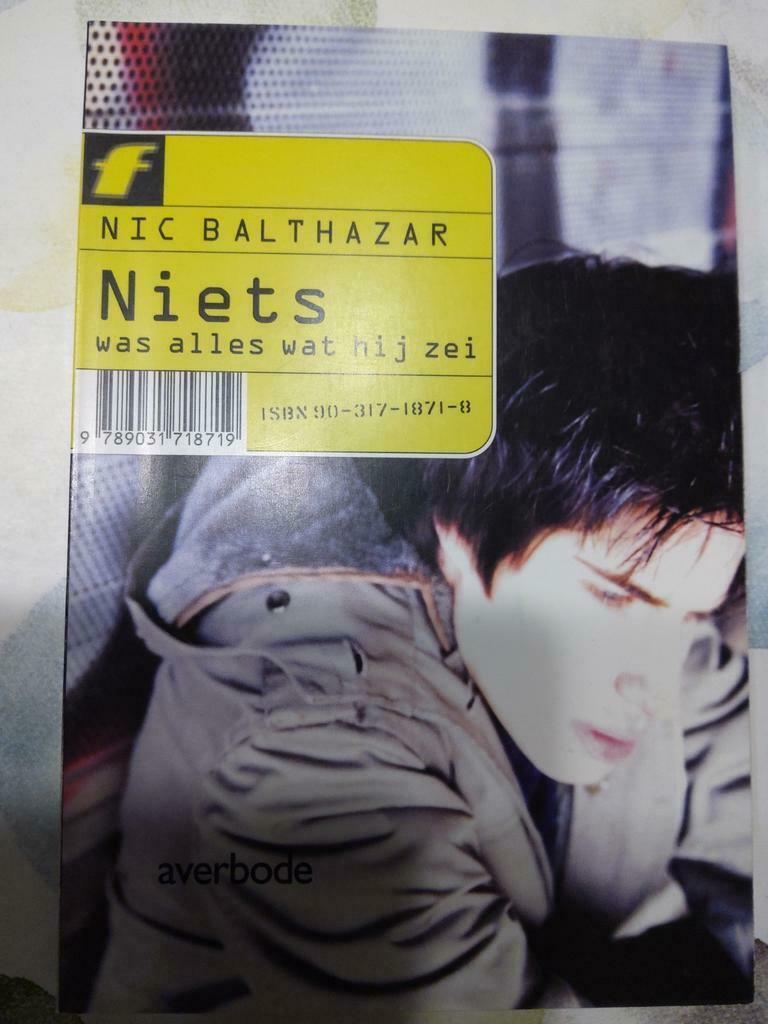 f
NIC BALTHAZAR
Niets
was alles wat hij zei
ISBN 90-317-1871-8
9 789031 718719
averbode